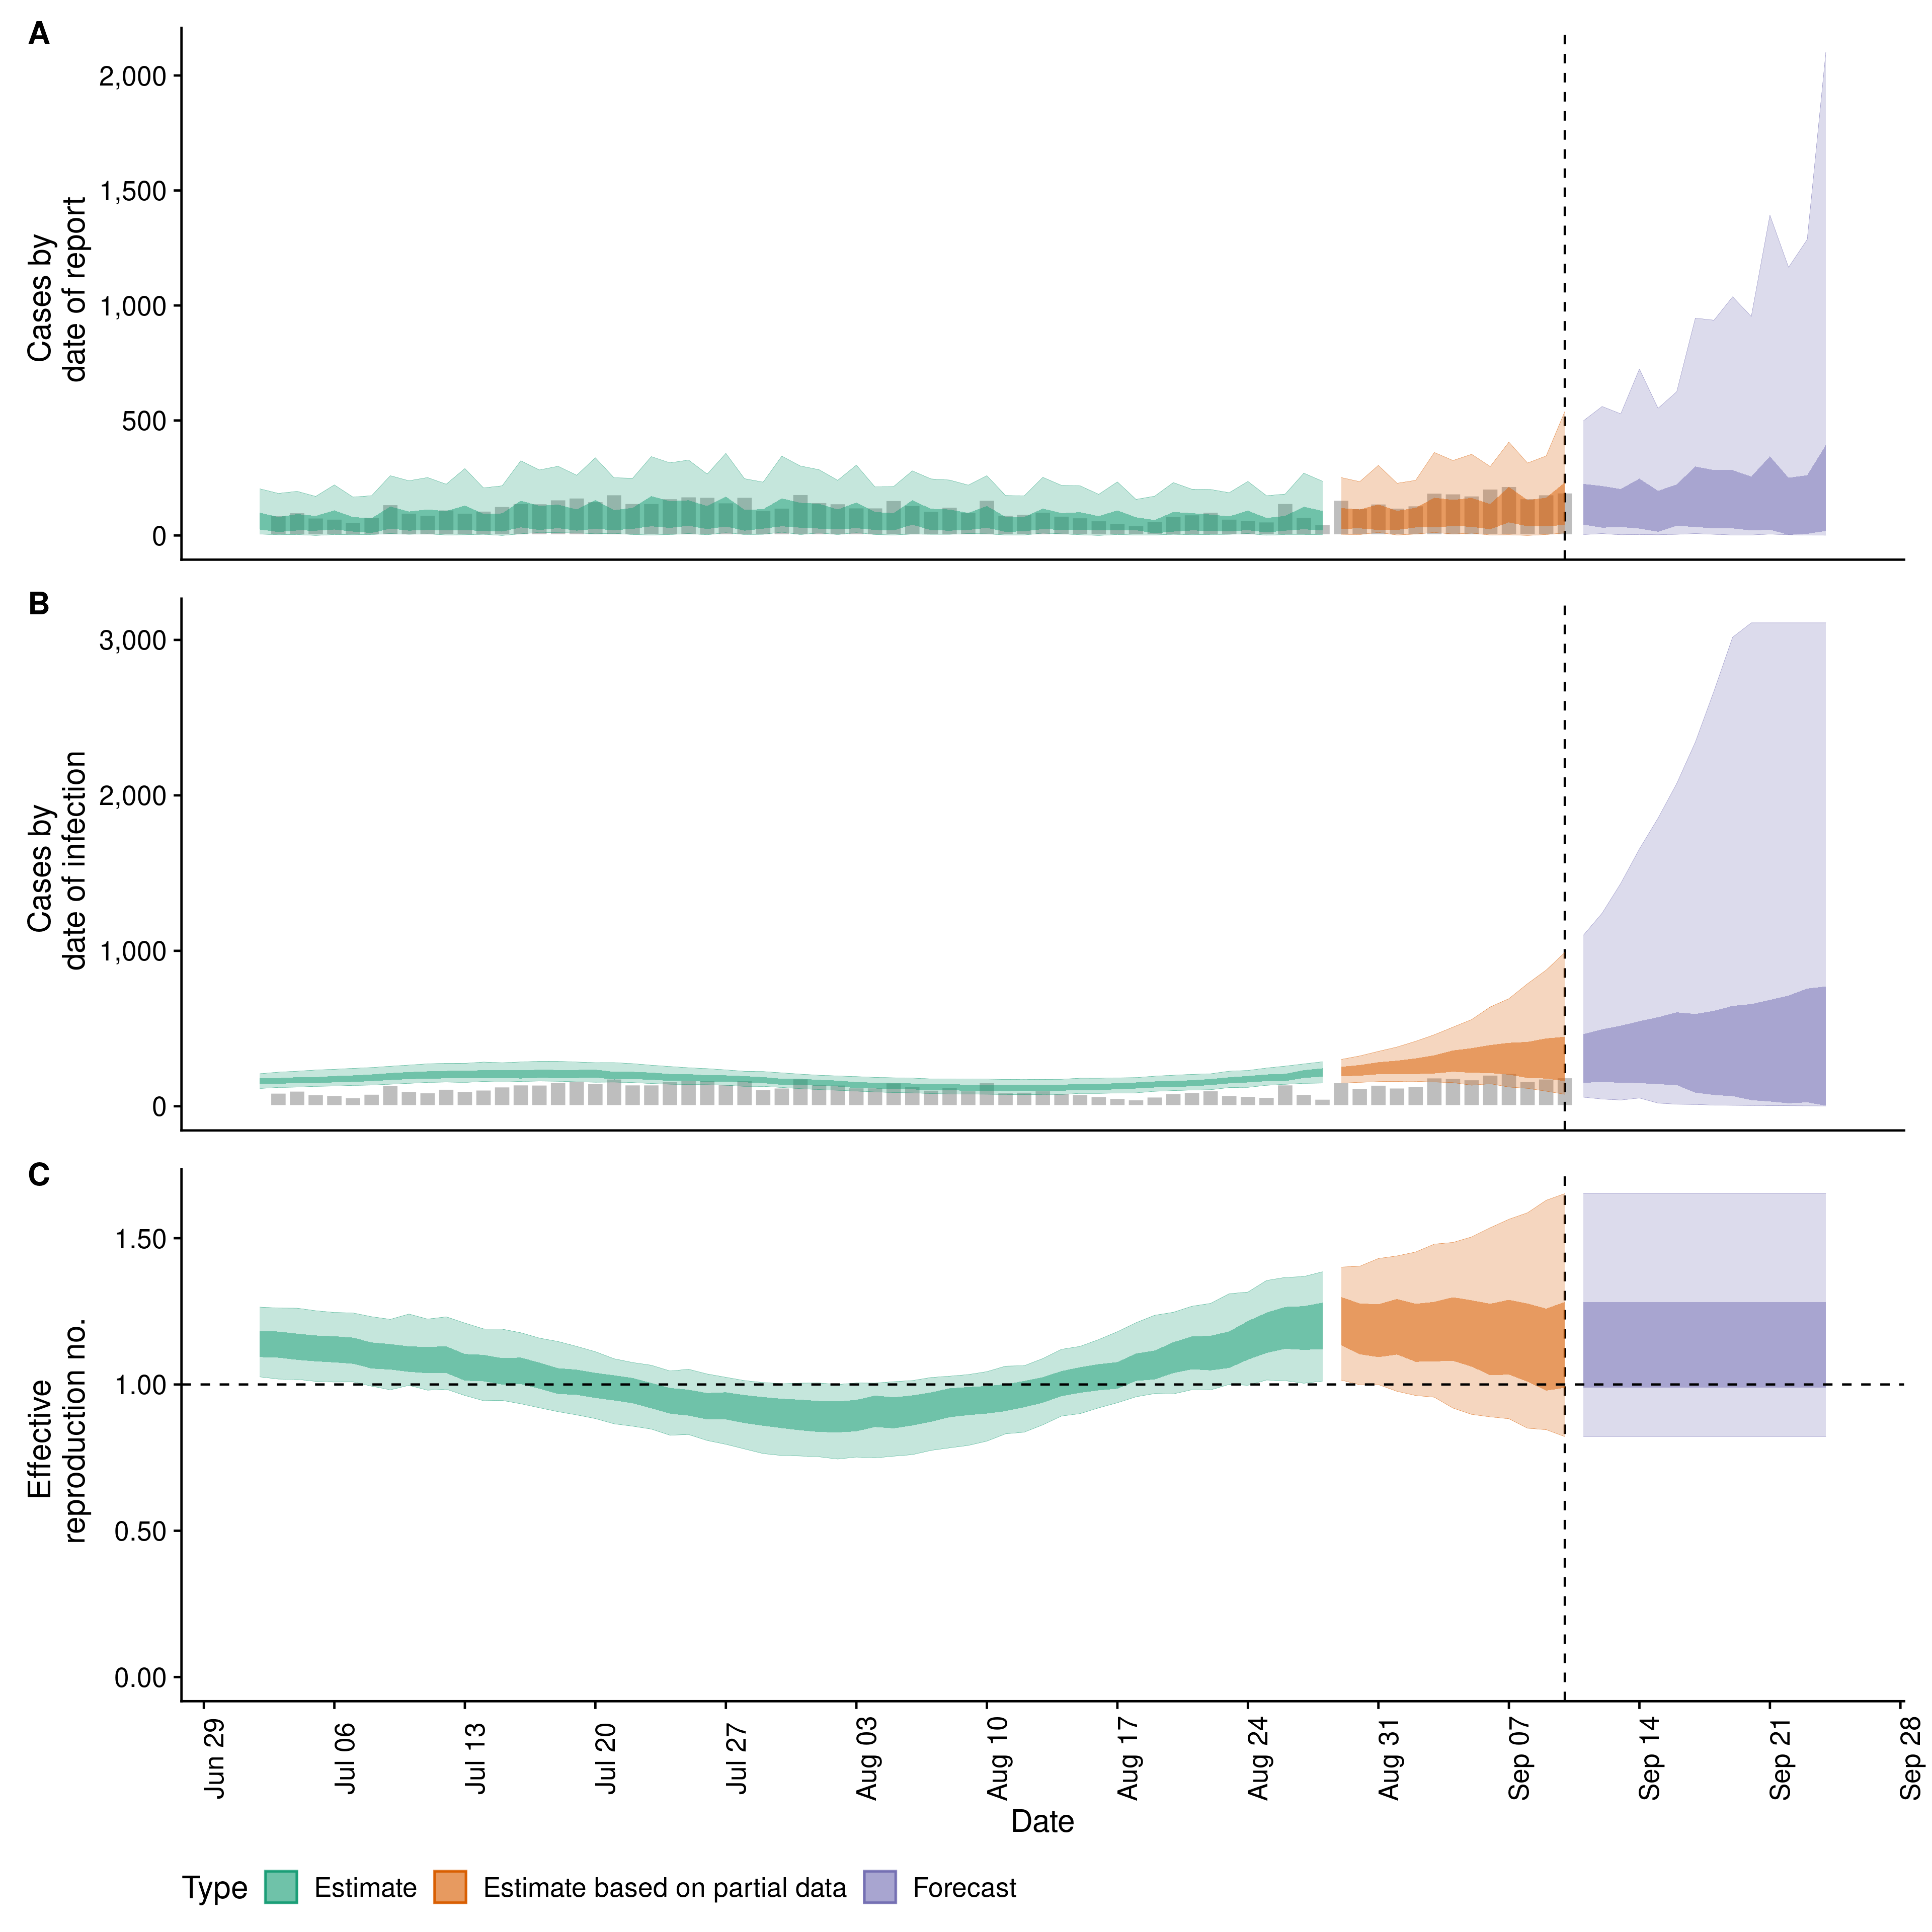 A
Cases by
date of report
2,000
1,500
1,000
500
0
B
Cases by
date of infection
3,000
2,000
1,000
0
C
Effective
reproduction no.
1.50
1.00
0.50
0.00
Jun 29
Jul 06
Jul 13
Jul 20
Jul 27
Aug 03
Aug 10
Aug 17
Aug 24
Aug 31
Sep 07
Sep 14
Sep 21
Sep 28
Date
Type
Estimate
Estimate based on partial data
Forecast